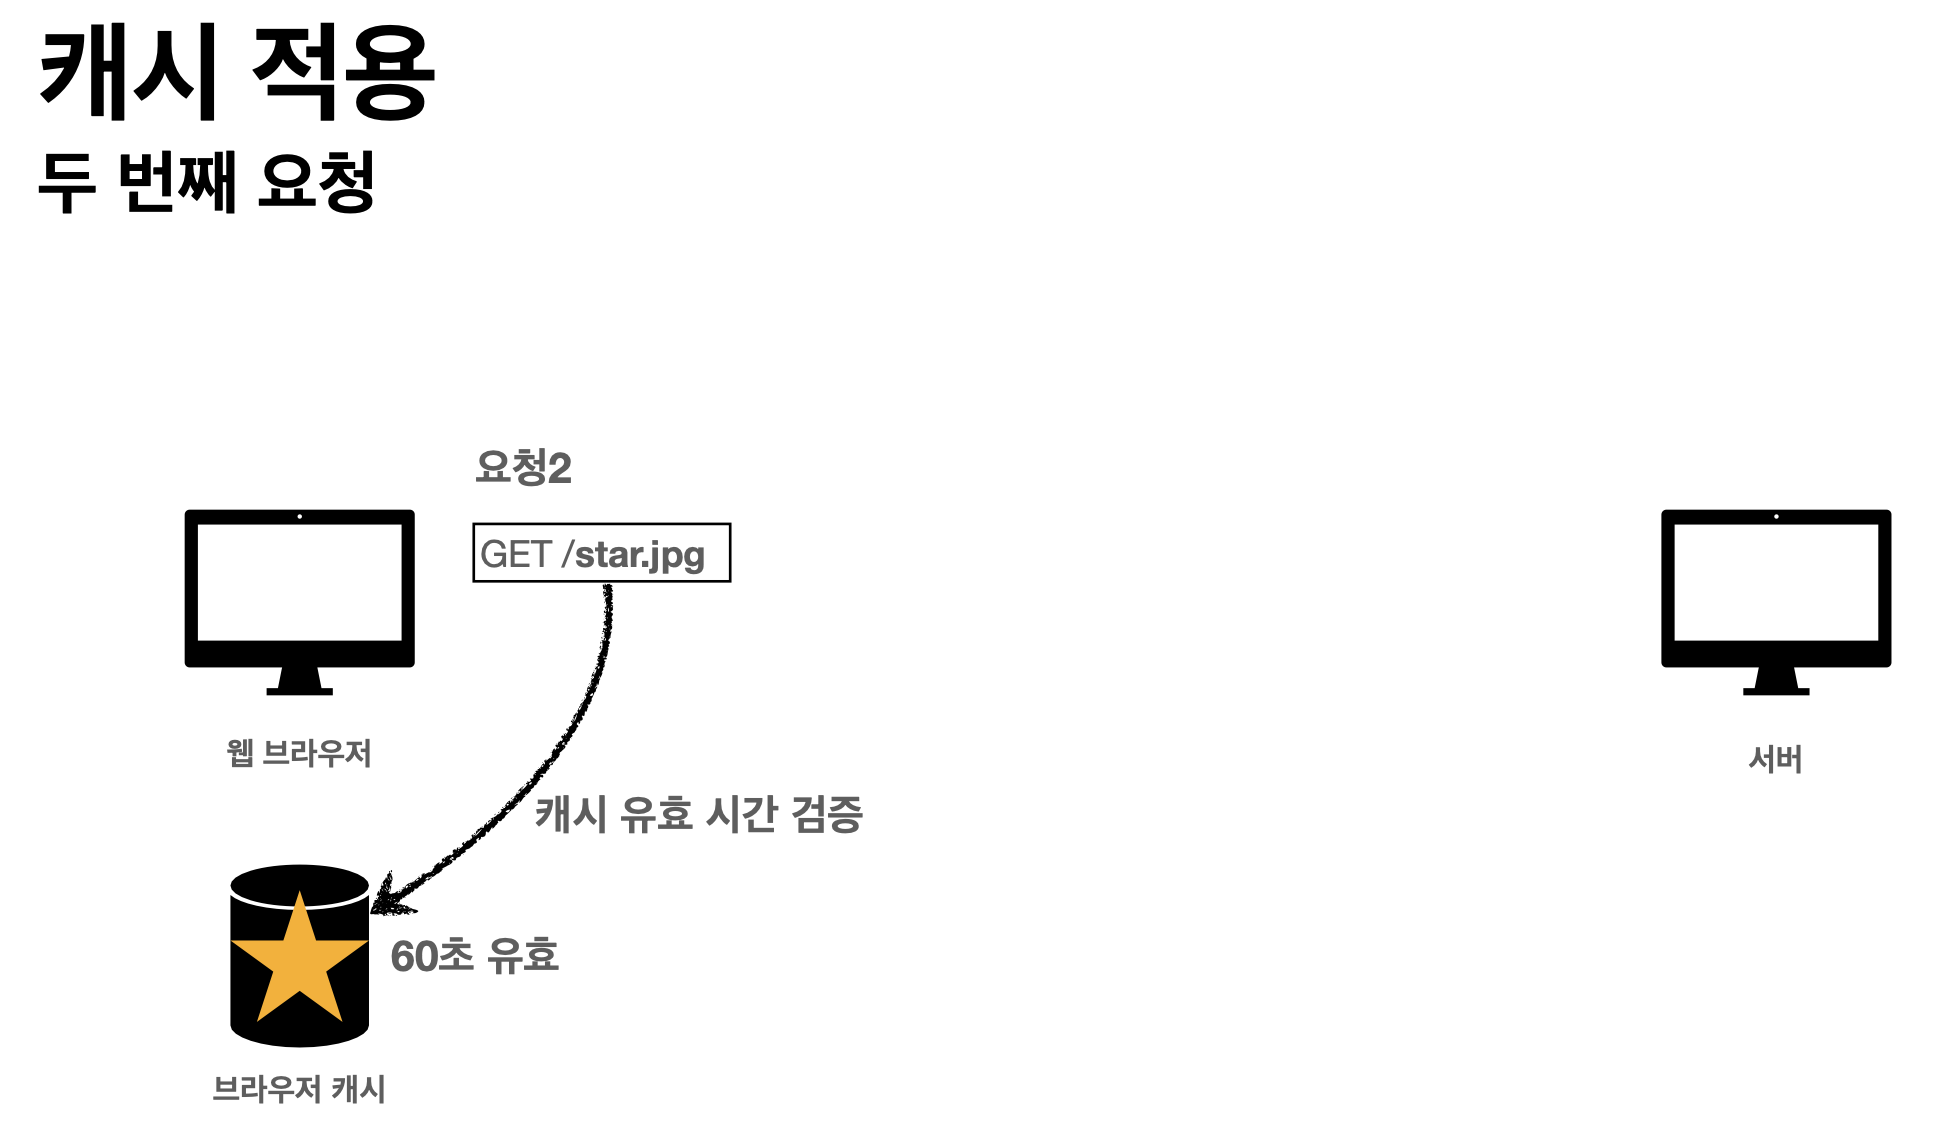 캐시 적용
두 번째 요청
요청2
GET /star.jpg
웹 브라우저
서버
캐시 유효 시간 검증
60초 유효
브라우저 캐시